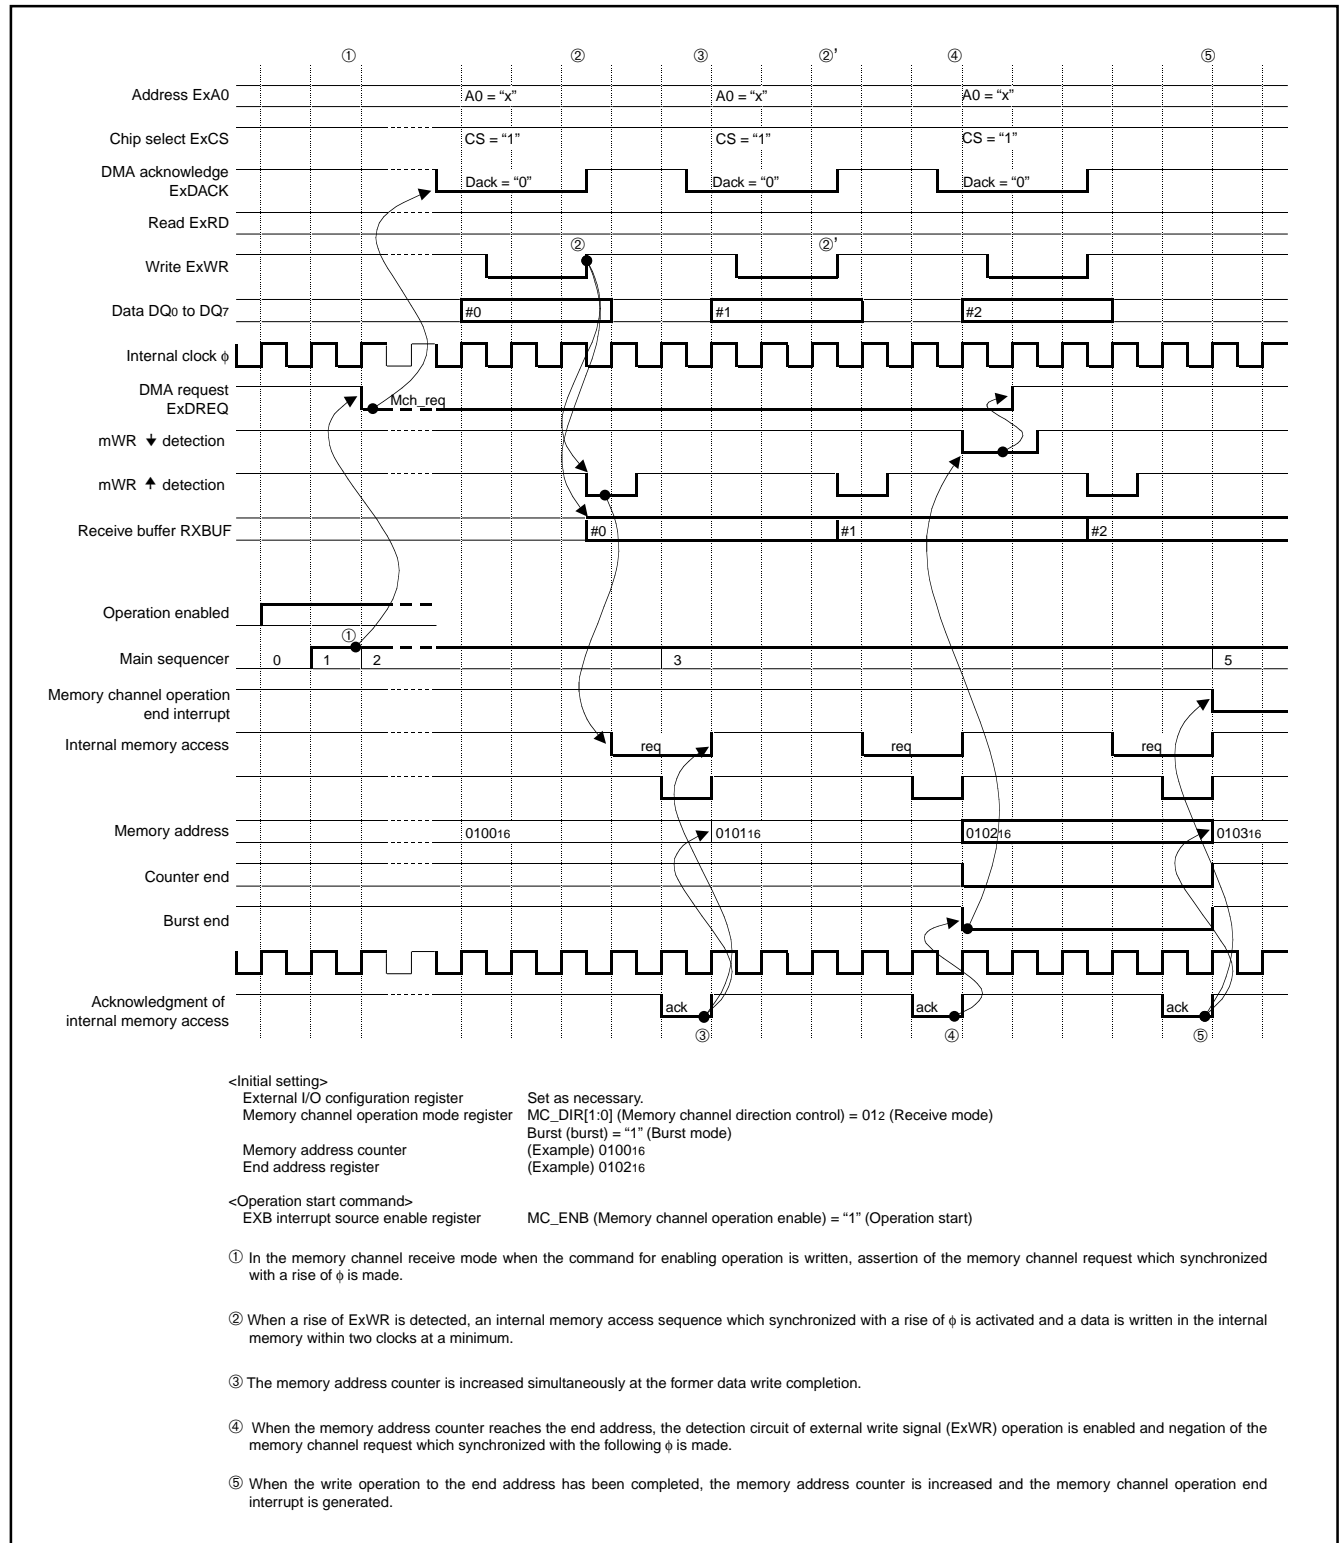 ① ② ③ ②’ ④ ⑤
Address ExA0 A0 = “x” A0 = “x” A0 = “x”
Chip select ExCS CS = “1” CS = “1” CS = “1”
DMA acknowledge
ExDACK Dack = “0” Dack = “0” Dack = “0”
Read ExRD
② ②’
Write ExWR
Data DQ0 to DQ7 #0 #1 #2
Internal clock ϕ
DMA request
ExDREQ Mch_req
mWR ↓ detection
mWR ↑ detection
Receive buffer RXBUF #0 #1 #2
Operation enabled
①
Main sequencer 0 1 2 3 5
Memory channel operation
end interrupt
Internal memory access req req req
Memory address 010016 010116 010216 010316
Counter end
Burst end
Acknowledgment of
internal memory access ack ack ack
③ ④ ⑤
<Initial setting>
External I/O configuration register Set as necessary.
Memory channel operation mode register MC_DIR[1:0] (Memory channel direction control) = 012 (Receive mode)
Burst (burst) = “1” (Burst mode)
Memory address counter (Example) 010016
End address register (Example) 010216
<Operation start command>
EXB interrupt source enable register MC_ENB (Memory channel operation enable) = “1” (Operation start)
① In the memory channel receive mode when the command for enabling operation is written, assertion of the memory channel request which synchronized
with a rise of ϕ is made.
② When a rise of ExWR is detected, an internal memory access sequence which synchronized with a rise of ϕ is activated and a data is written in the internal
memory within two clocks at a minimum.
③ The memory address counter is increased simultaneously at the former data write completion.
④ When the memory address counter reaches the end address, the detection circuit of external write signal (ExWR) operation is enabled and negation of the
memory channel request which synchronized with the following ϕ is made.
⑤ When the write operation to the end address has been completed, the memory address counter is increased and the memory channel operation end
interrupt is generated.